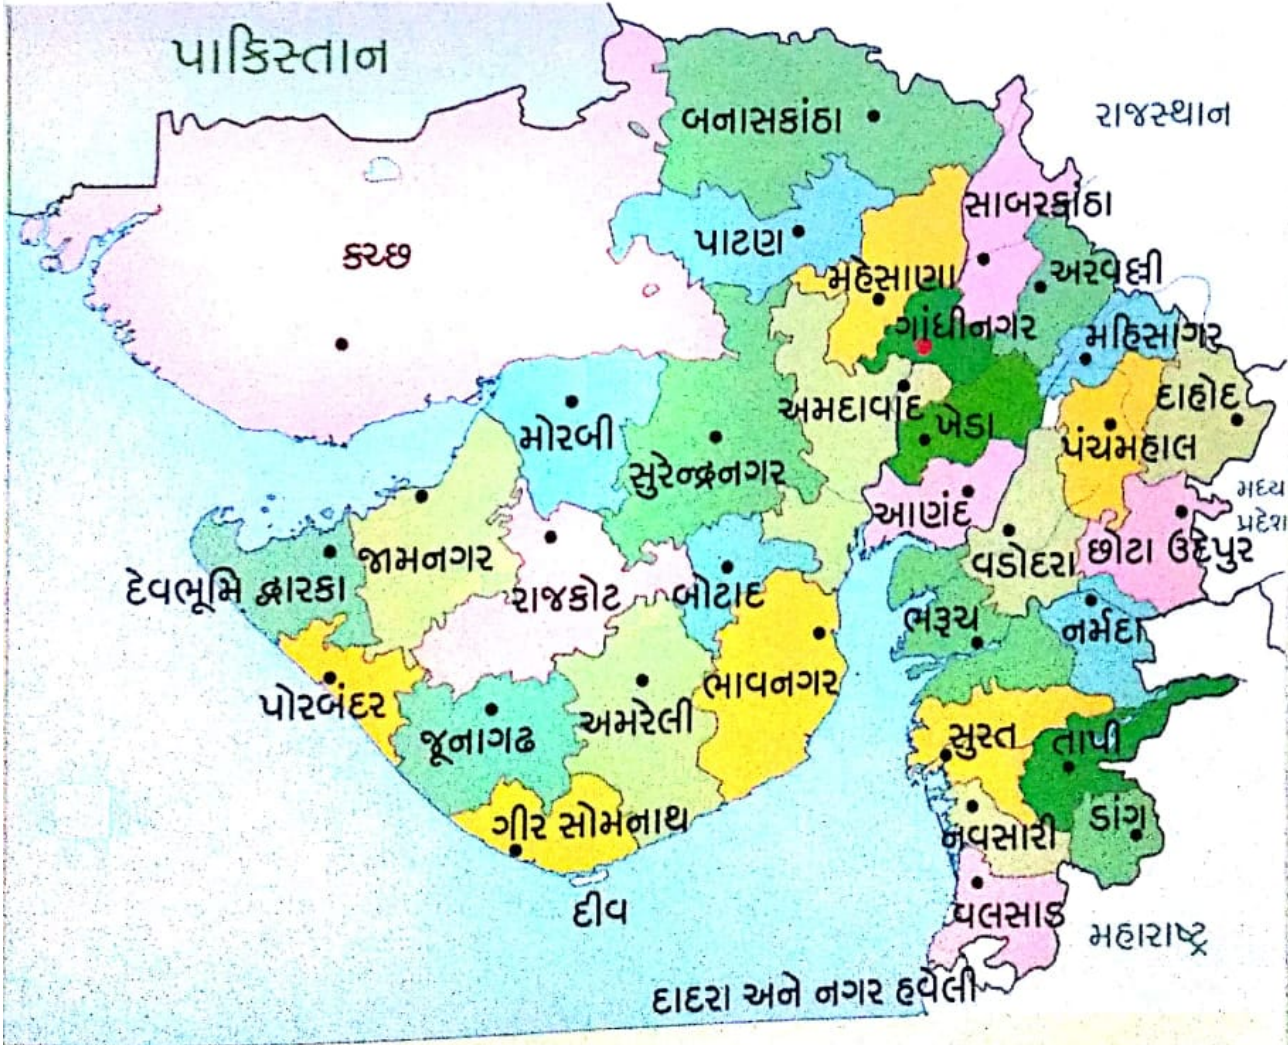 પાકિસ્તાન
રાજસ્થાન
બનાસકાંઠા
સાબરકાંઠા
પાટણ
કચ્છ
મહેસાણા
અરવલ્લી
ગાંધીનગર
મહિસાગર
દાહોદ
અમદાવાદ
ખેડા
મોરબી
પંચમહાલ
સુરેન્દ્રનગર
મધ્ય
પ્રદેશ
આણંદ
જામનગર
વડોદરા
છોટા ઉદેપુર
દેવભૂમિ દ્વારકા
રાજકોટ
બોટાદ
ભરૂચ
નર્મદા
ભાવનગર
પોરબંદર
અમરેલી
જૂનાગઢ
સુરત
તાપી
ગીર સોમનાથ
નવસારી
ડાંગ
દીવ
વલસાડ
મહારાષ્ટ્ર
દાદરા અને નગર હવેલી